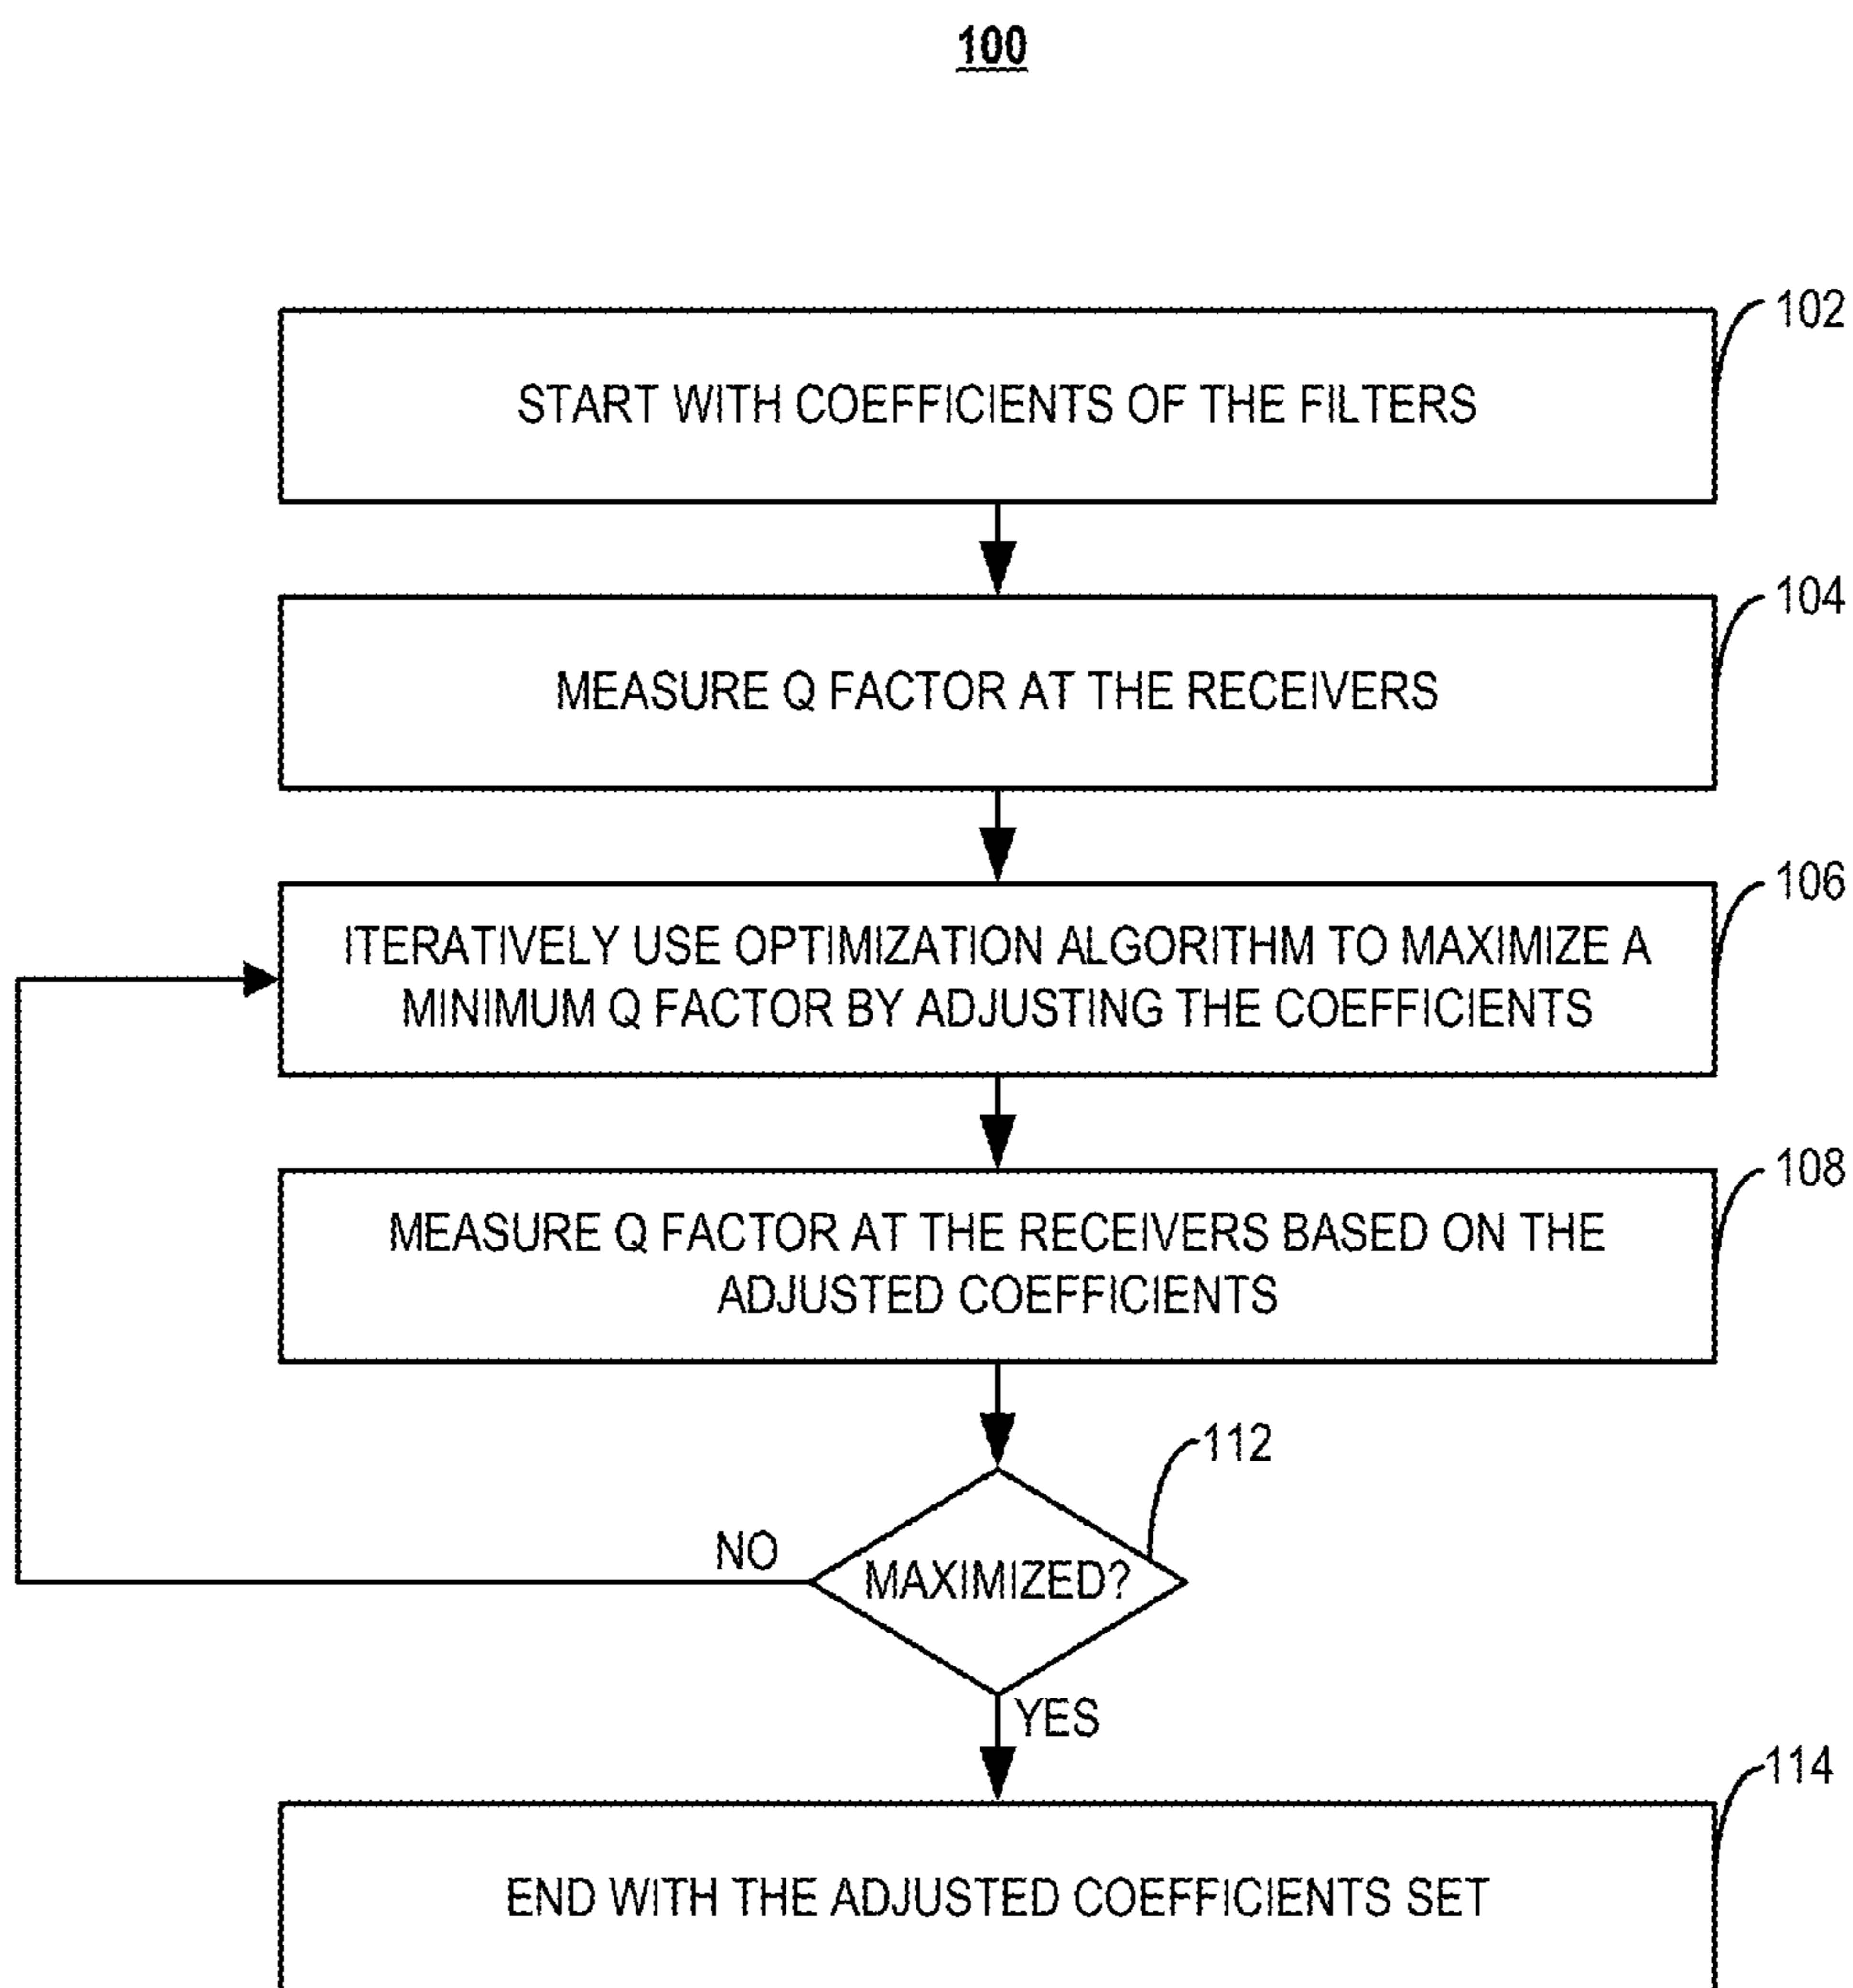 100
102
START WITH COEFFICIENTS OF THE FILTERS
104
MEASURE Q FACTOR AT THE RECEIVERS
106
ITERATIVELY USE OPTIMIZATION ALGORITHM TO MAXIMIZE A
MINIMUM Q FACTOR BY ADJUSTING THE COEFFICIENTS
108
MEASURE Q FACTOR AT THE RECEIVERS BASED ON THE
ADJUSTED COEFFICIENTS
112
NO
MAXIMIZED?
YES
114
END WITH THE ADJUSTED COEFFICIENTS SET